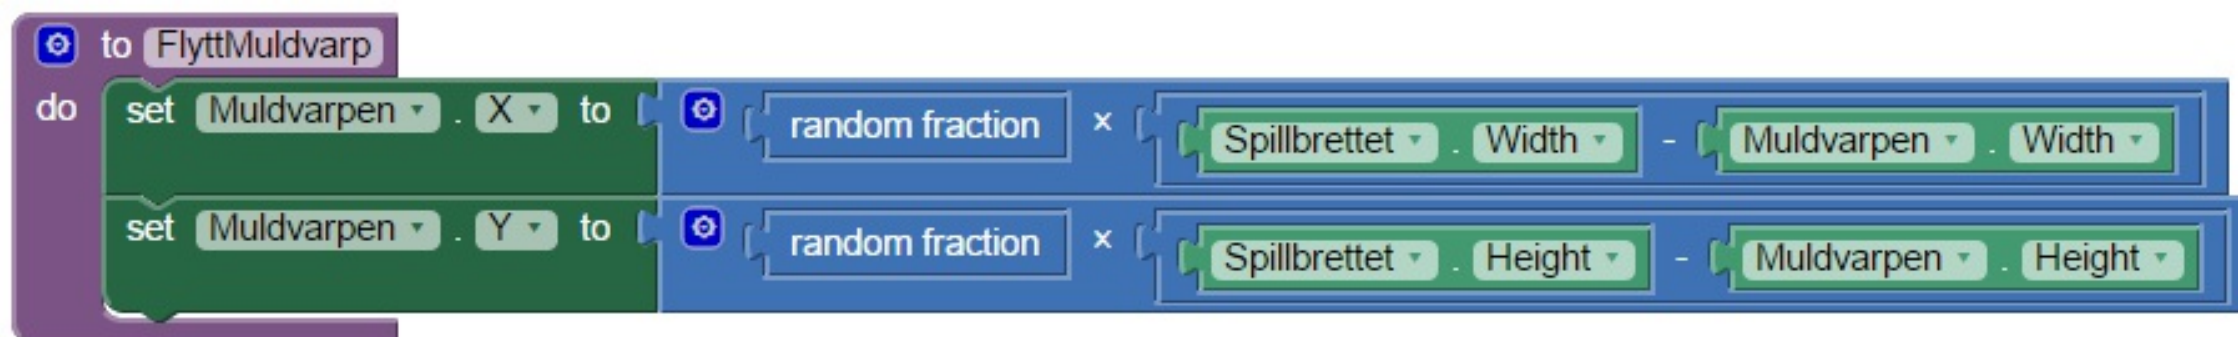 to FlyttMuldvarp
do set Muldvarpen . X to random fraction × Spillbrettet . Width - Muldvarpen . Width
set Muldvarpen . Y to random fraction × Spillbrettet . Height - Muldvarpen . Height